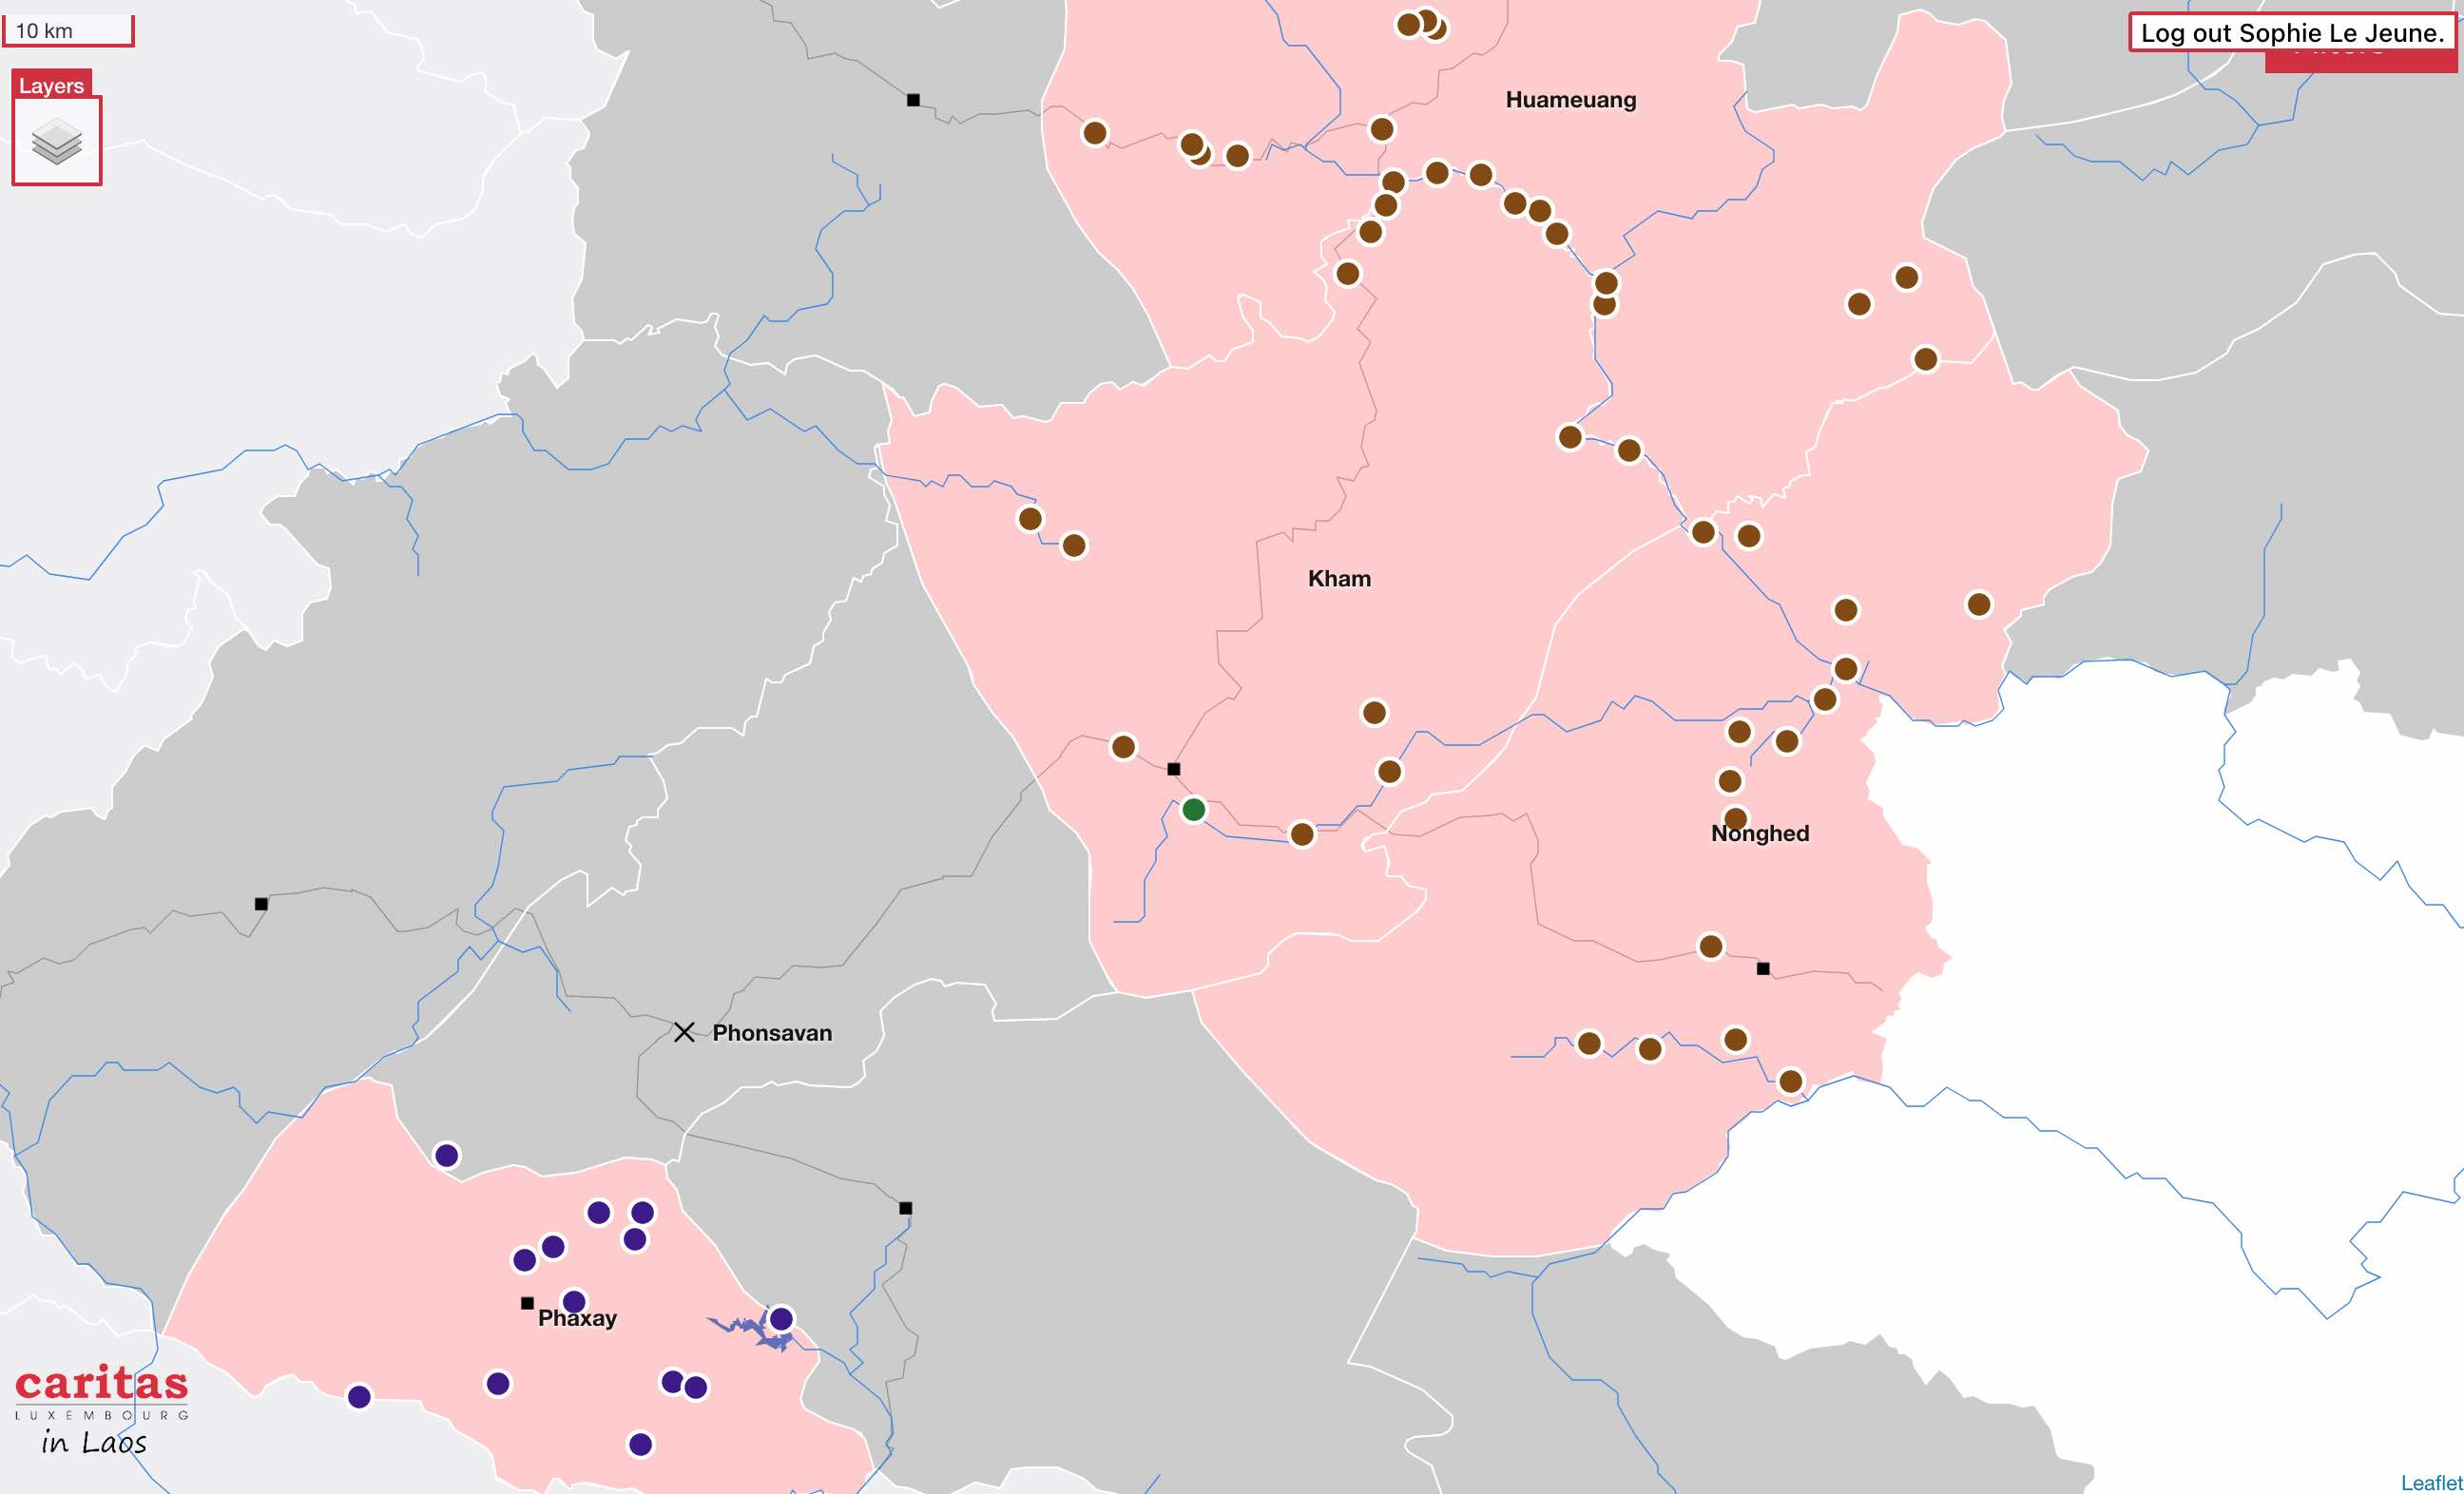 10 km
Log out Sophie Le Jeune.
Layers
Huameuang
Kham
Nonghed
Phonsavan
Phaxay
caritas
LUXEMBOURG
in Laos
Leaflet